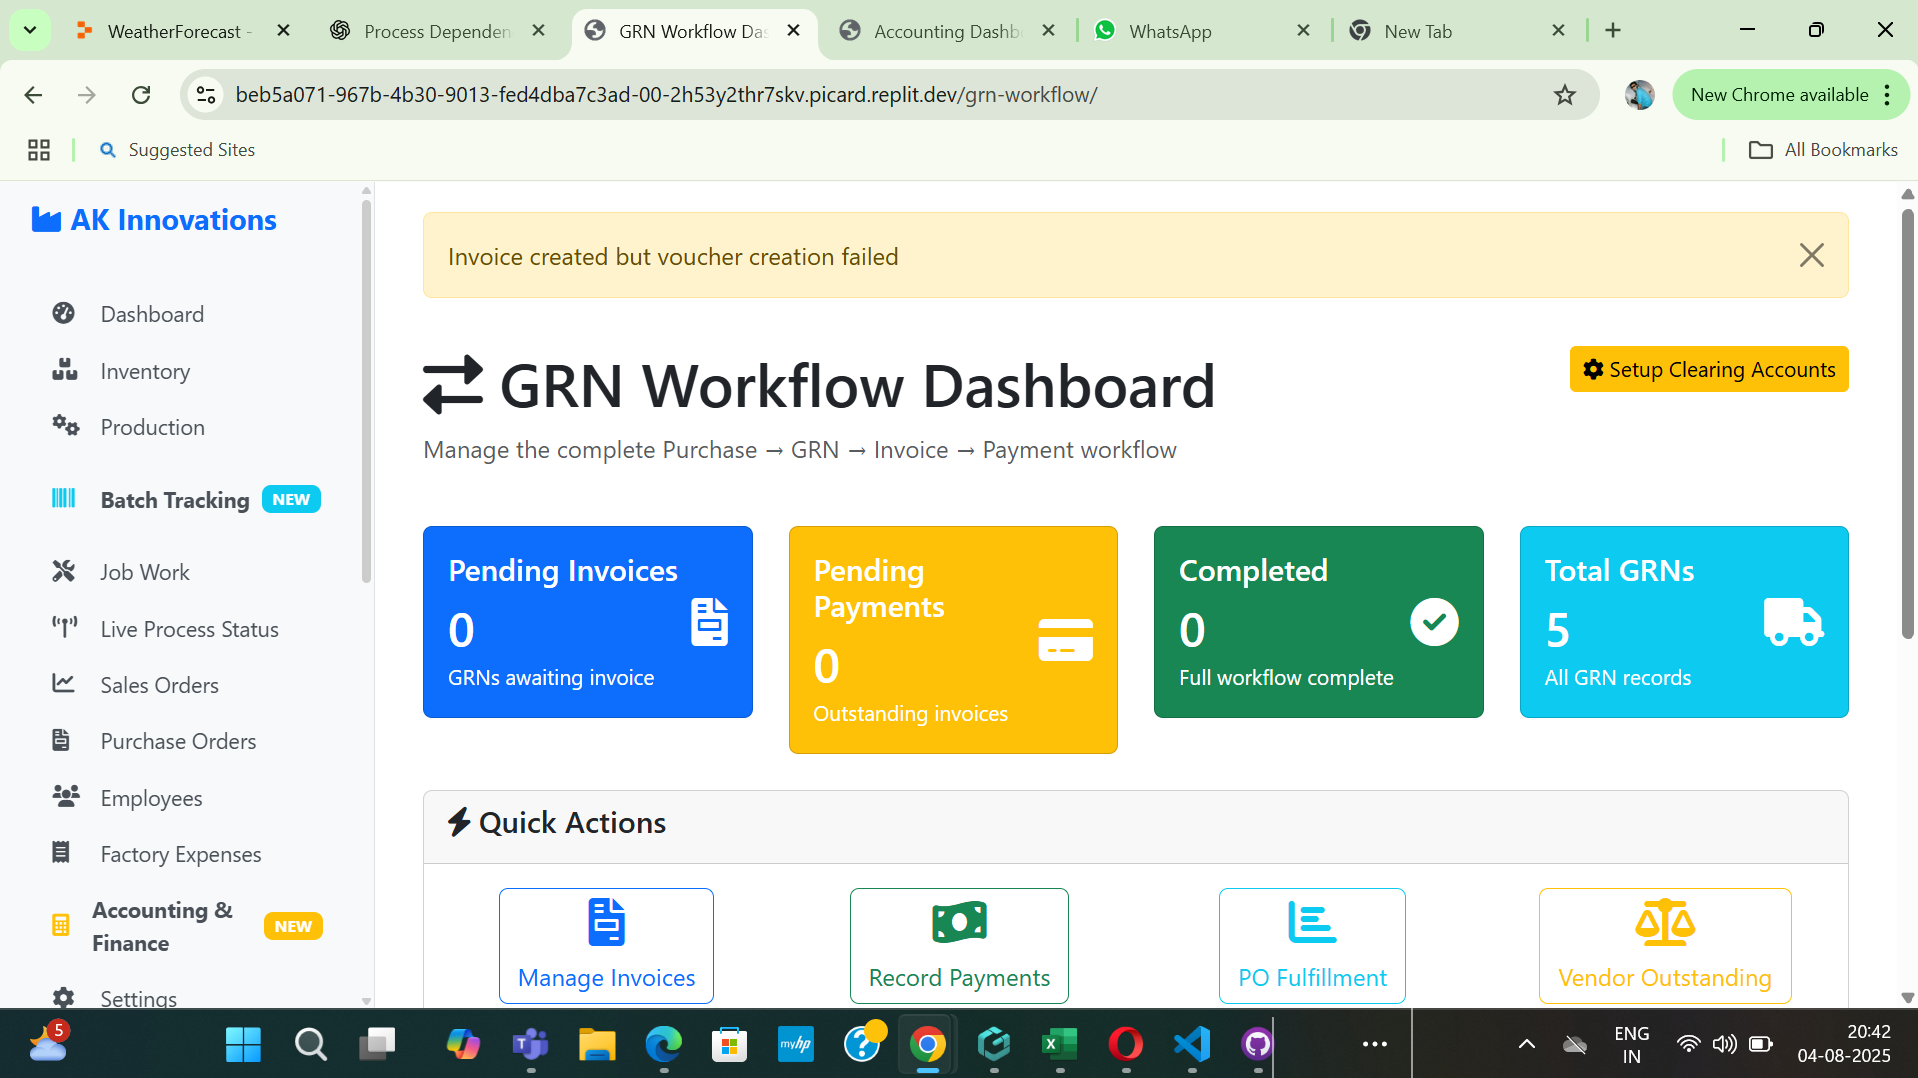 WeatherForecast -
Process Dependen
GRN Workflow Das
Accounting Dashb
WhatsApp
New Tab
beb5a071-967b-4b30-9013-fed4dba7c3ad-00-2h53y2thr7skv.picard.replit.dev/grn-workflow/
New Chrome available
Suggested Sites
All Bookmarks
AK Innovations
Dashboard
Inventory
Production
Batch Tracking NEW
Job Work
Live Process Status
Sales Orders
Purchase Orders
Employees
Factory Expenses
Accounting &
Finance
NEW
Settings
Invoice created but voucher creation failed
GRN Workflow Dashboard
Setup Clearing Accounts
Manage the complete Purchase → GRN → Invoice → Payment workflow
Pending Invoices
0
GRNs awaiting invoice
Pending
Payments
0
Outstanding invoices
Completed
0
Full workflow complete
Total GRNs
5
All GRN records
Quick Actions
Manage Invoices
Record Payments
PO Fulfillment
Vendor Outstanding
5
myhp
ENG
IN
20:42
04-08-2025